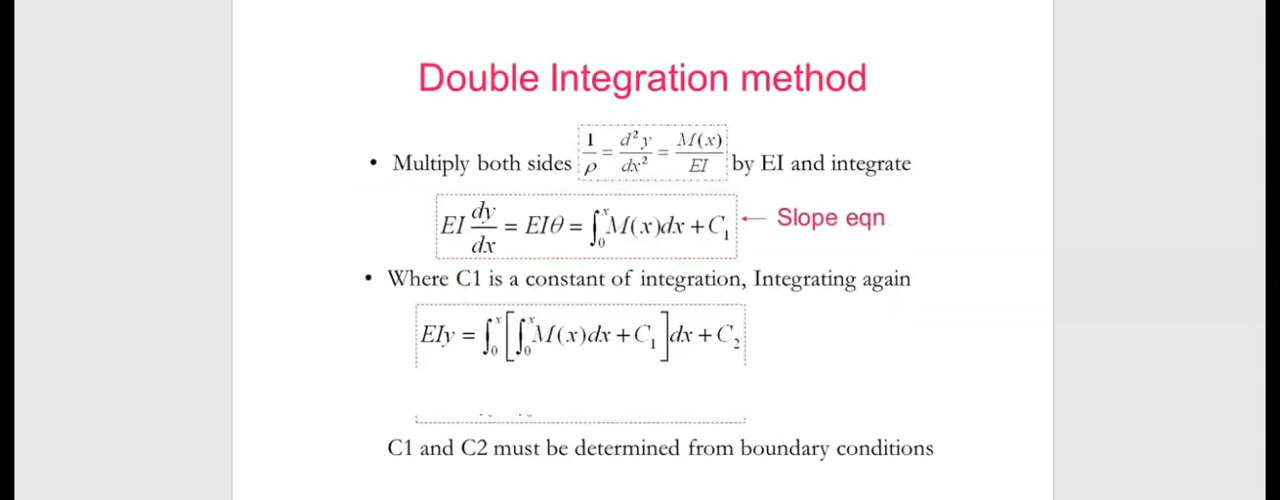 Double Integration method
• Multiply both sides 1/ρ = d²y/dx² = M(x)/EI by EI and integrate
EI dy/dx = EIθ = ∫₀ˣ M(x)dx + C₁ ← Slope eqn
• Where C1 is a constant of integration, Integrating again
EIy = ∫₀ˣ [∫₀ˣ M(x)dx + C₁] dx + C₂
C1 and C2 must be determined from boundary conditions